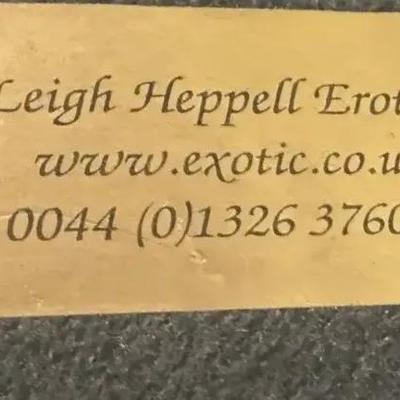 Leigh Heppell Erot
www.exotic.co.u
0044 (0)1326 3760